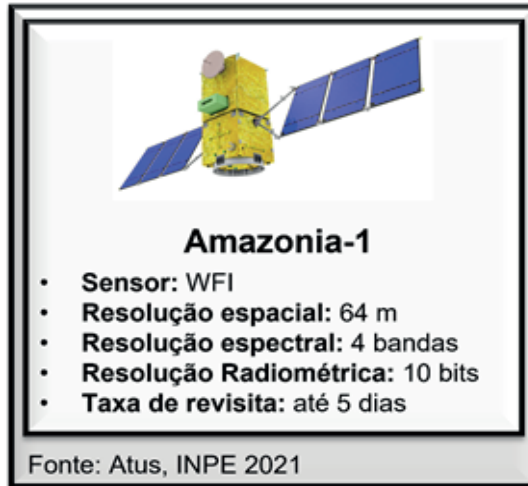 Amazonia-1
• Sensor: WFI
• Resolução espacial: 64 m
• Resolução espectral: 4 bandas
• Resolução Radiométrica: 10 bits
• Taxa de revisita: até 5 dias
Fonte: Atus, INPE 2021